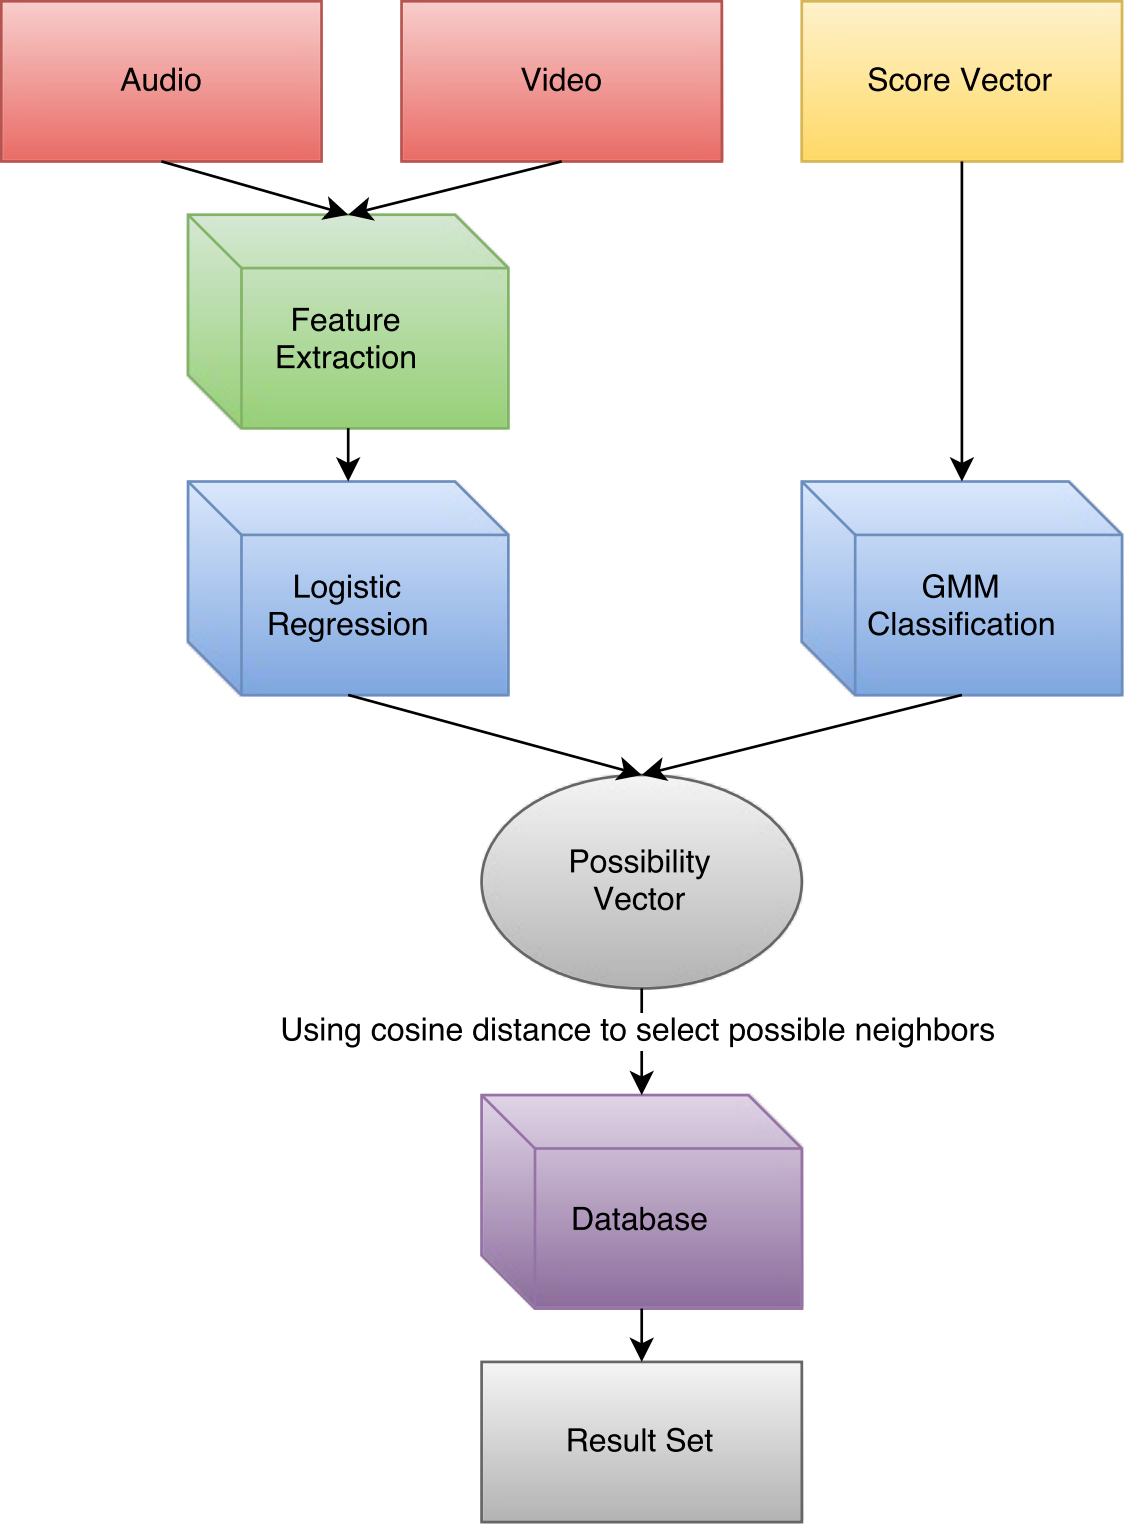 Audio
Video
Score Vector
Feature
Extraction
Logistic
Regression
GMM
Classification
Possibility
Vector
Using cosine distance to select possible neighbors
Database
Result Set